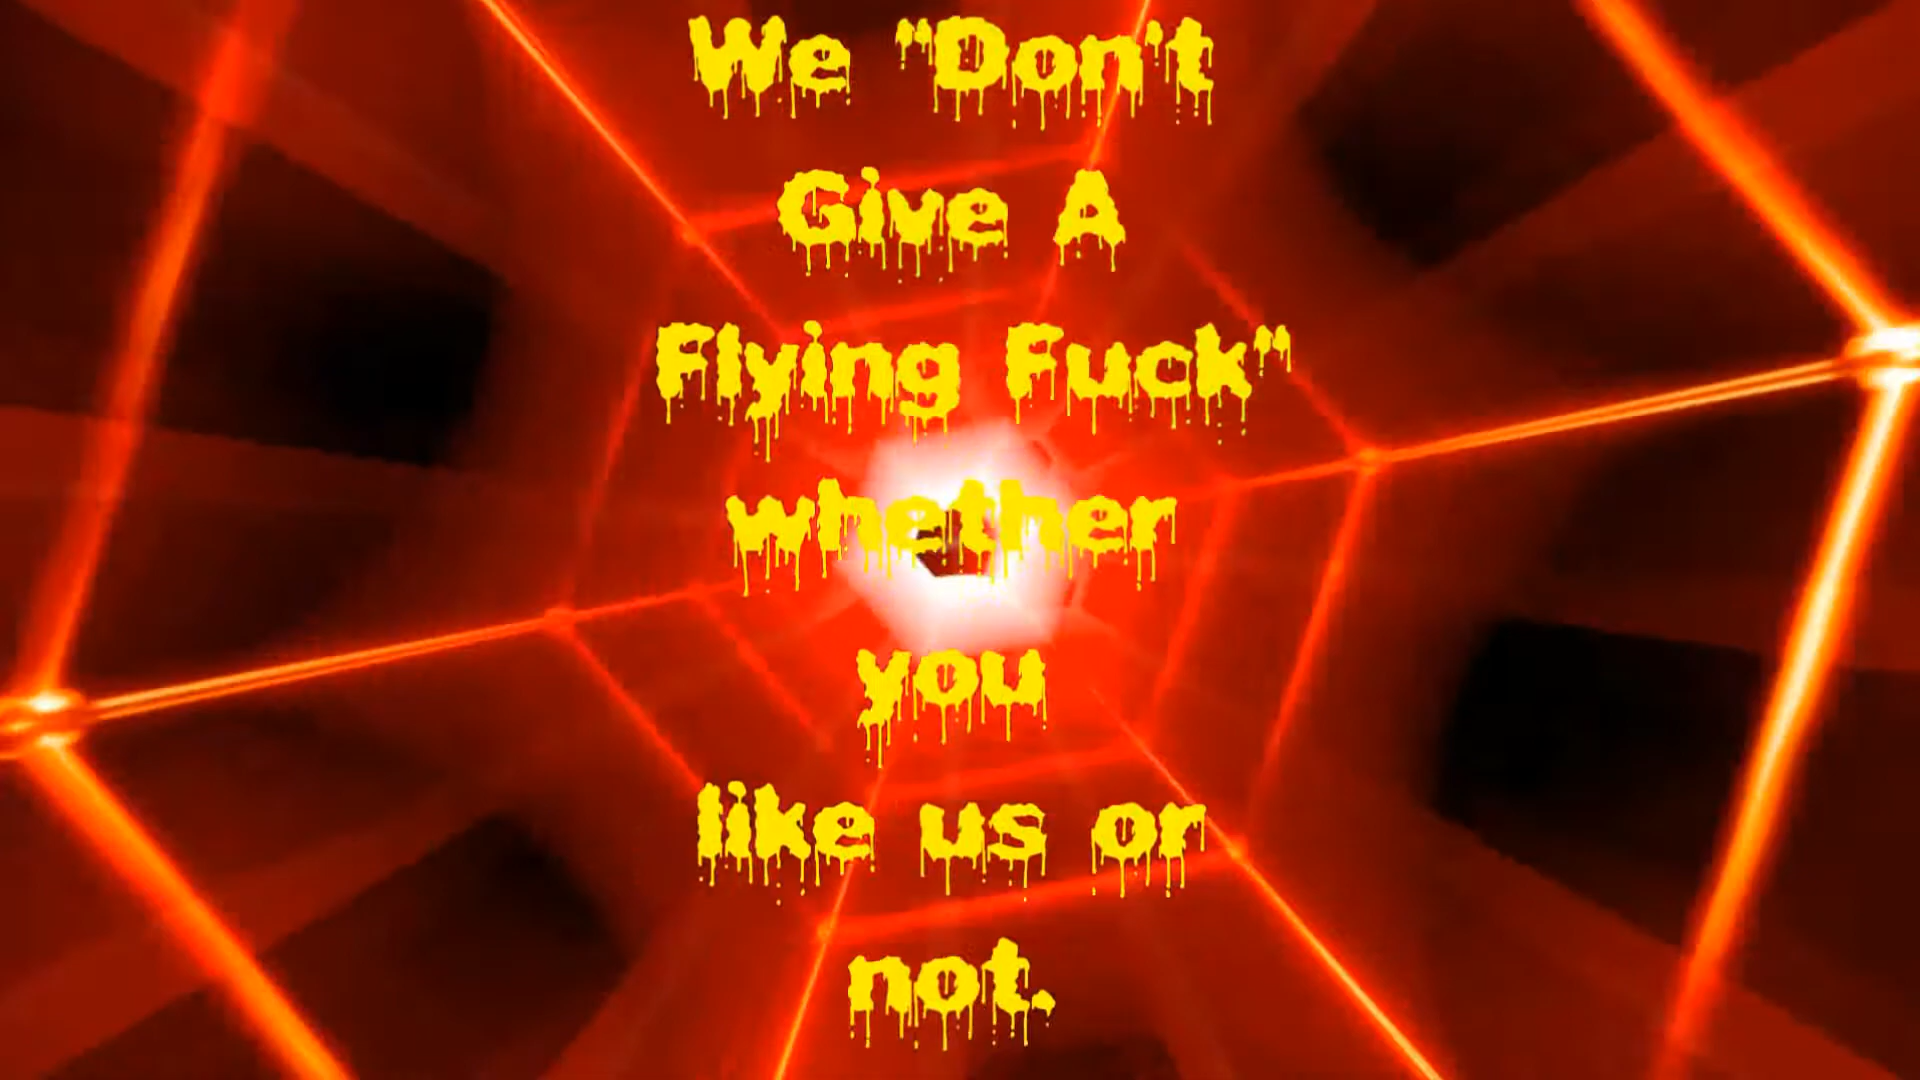 We "Don't
Give A
Flying Fuck"
whether
you
like us or
not.